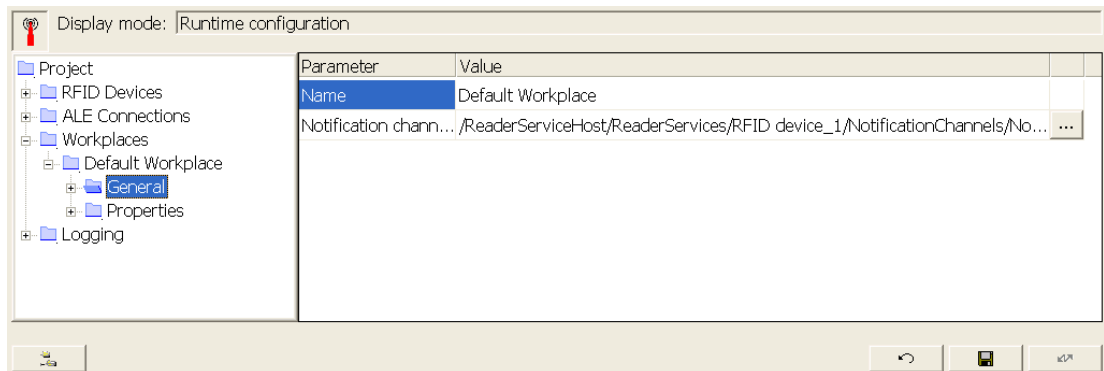 Display mode: Runtime configuration
Project
RFID Devices
ALE Connections
Workplaces
Default Workplace
General
Properties
Logging
Parameter Value
Name Default Workplace
Notification chann... /ReaderServiceHost/ReaderServices/RFID device_1/NotificationChannels/No... ...